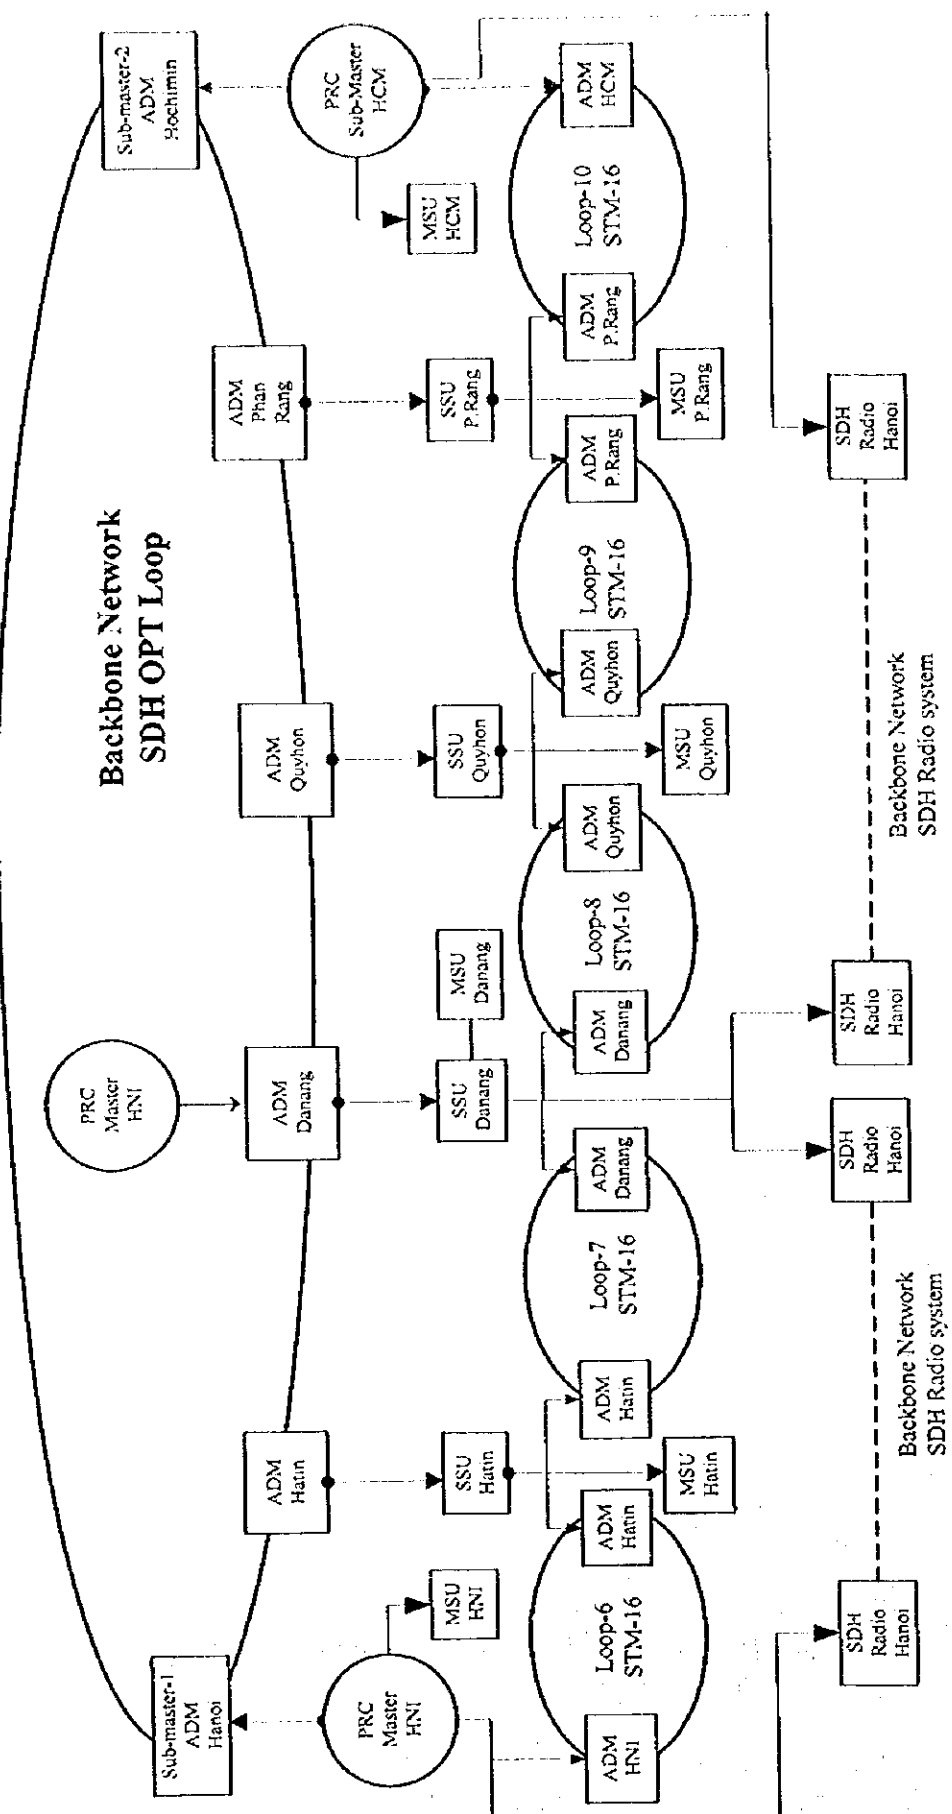 Backbone Network
SDH OPT Loop
Sub-master-1
ADM
Hanoi
ADM
Hatin
PRC
Master
HNI
ADM
Danang
ADM
Quyhon
ADM
Phan
Rang
Sub-master-2
ADM
Hochimin
PRC
Master
HNI
MSU
HNI
SSU
Hatin
SSU
Danang
MSU
Danang
SSU
Quyhon
SSU
P.Rang
MSU
HCM
PRC
Sub-Master
HCM
ADM
HNI
Loop-6
STM-16
ADM
Hatin
ADM
Hatin
Loop-7
STM-16
ADM
Danang
ADM
Danang
Loop-8
STM-16
ADM
Quyhon
ADM
Quyhon
Loop-9
STM-16
ADM
P.Rang
ADM
P.Rang
Loop-10
STM-16
ADM
HCM
MSU
Hatin
MSU
Quyhon
MSU
P.Rang
SDH
Radio
Hanoi
SDH
Radio
Hanoi
SDH
Radio
Hanoi
SDH
Radio
Hanoi
Backbone Network
SDH Radio system
Backbone Network
SDH Radio system